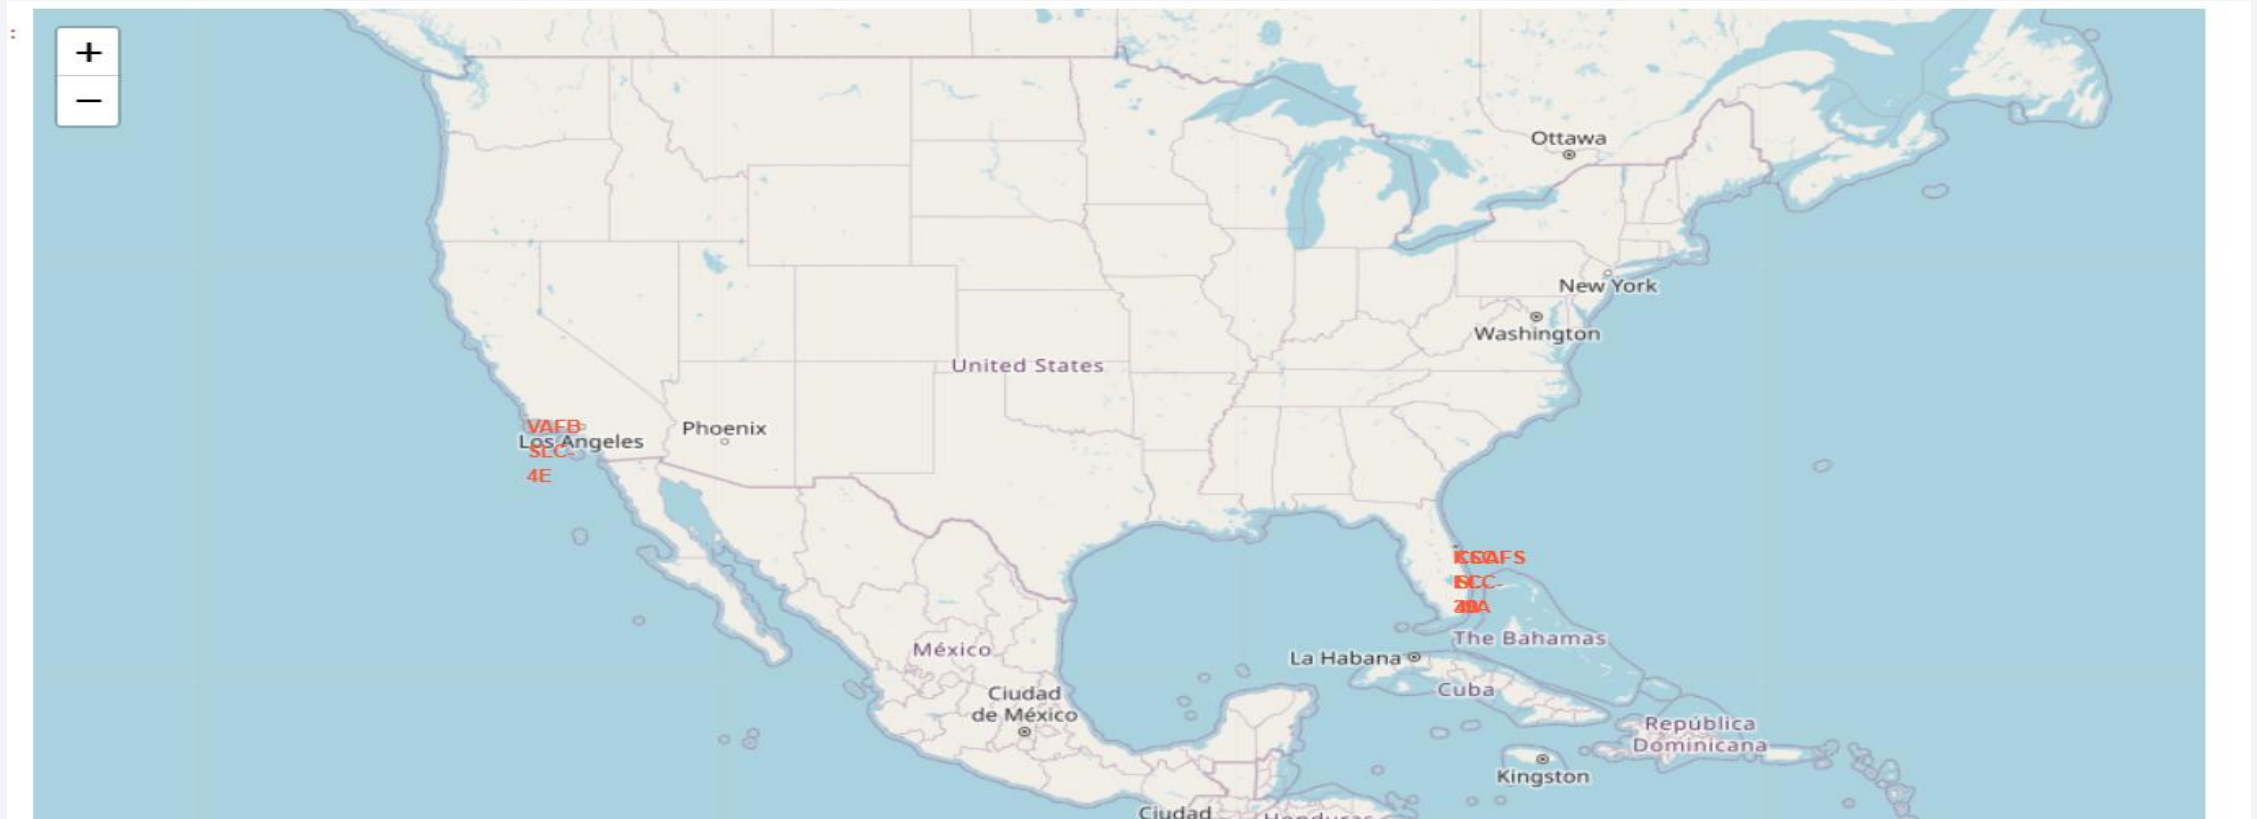 :
+
−
Ottawa
New York
Washington
United States
VAFB
SLC-
4E
Los Angeles
Phoenix
México
Ciudad
de México
La Habana
The Bahamas
Cuba
República
Dominicana
Kingston
Ciudad
Honduras